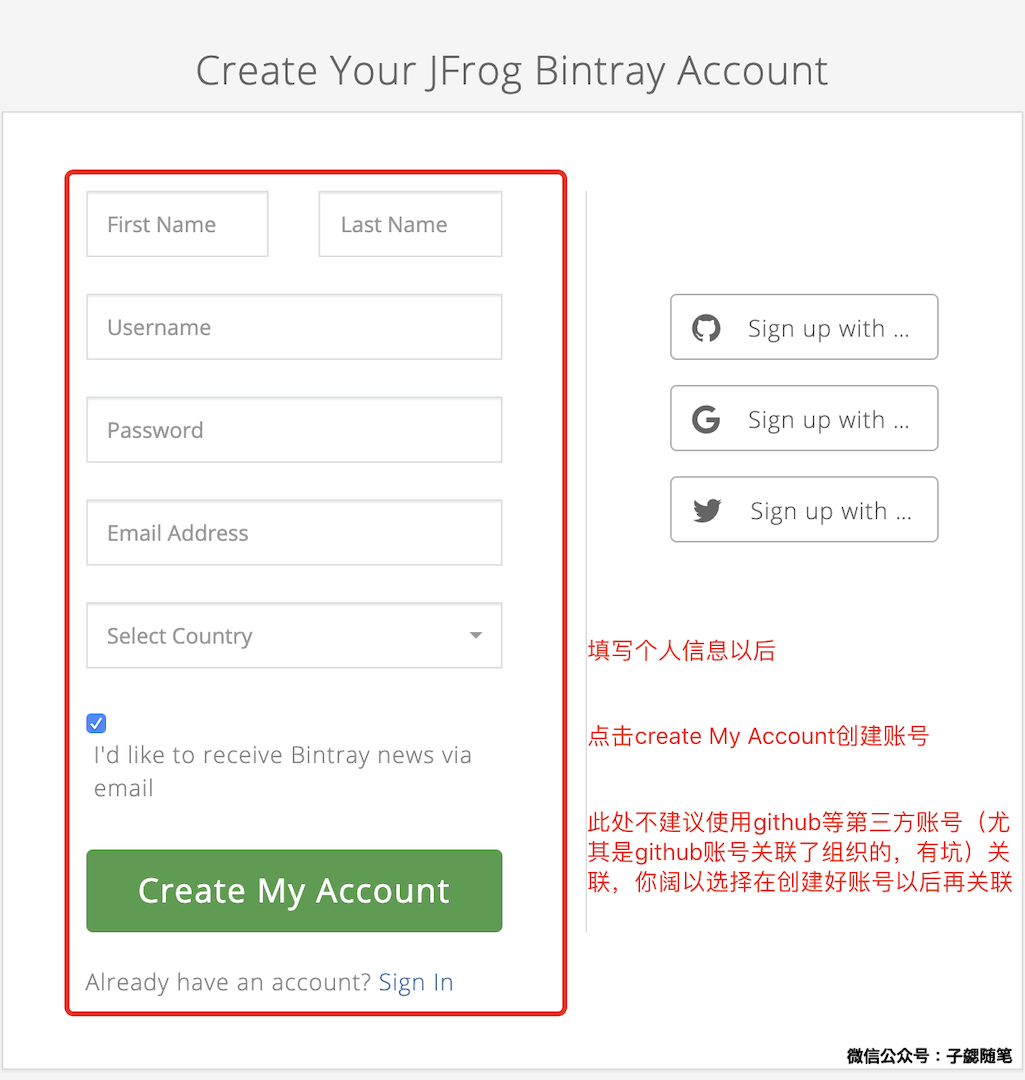 Create Your JFrog Bintray Account
First Name
Last Name
Username
Password
Email Address
Select Country
I'd like to receive Bintray news via
email
Create My Account
Already have an account? Sign In
Sign up with ...
Sign up with ...
Sign up with ...
填写个人信息以后
点击create My Account创建账号
此处不建议使用github等第三方账号（尤
其是github账号关联了组织的，有坑）关
联，你阔以选择在创建好账号以后再关联
微信公众号：子勰随笔